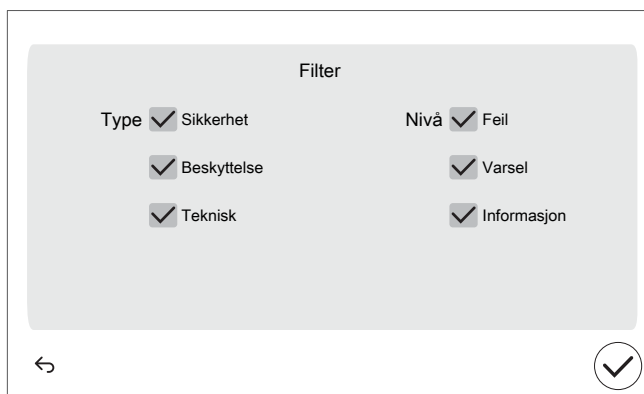 Filter
Type Sikkerhet Nivå Feil
Beskyttelse Varsel
Teknisk Informasjon